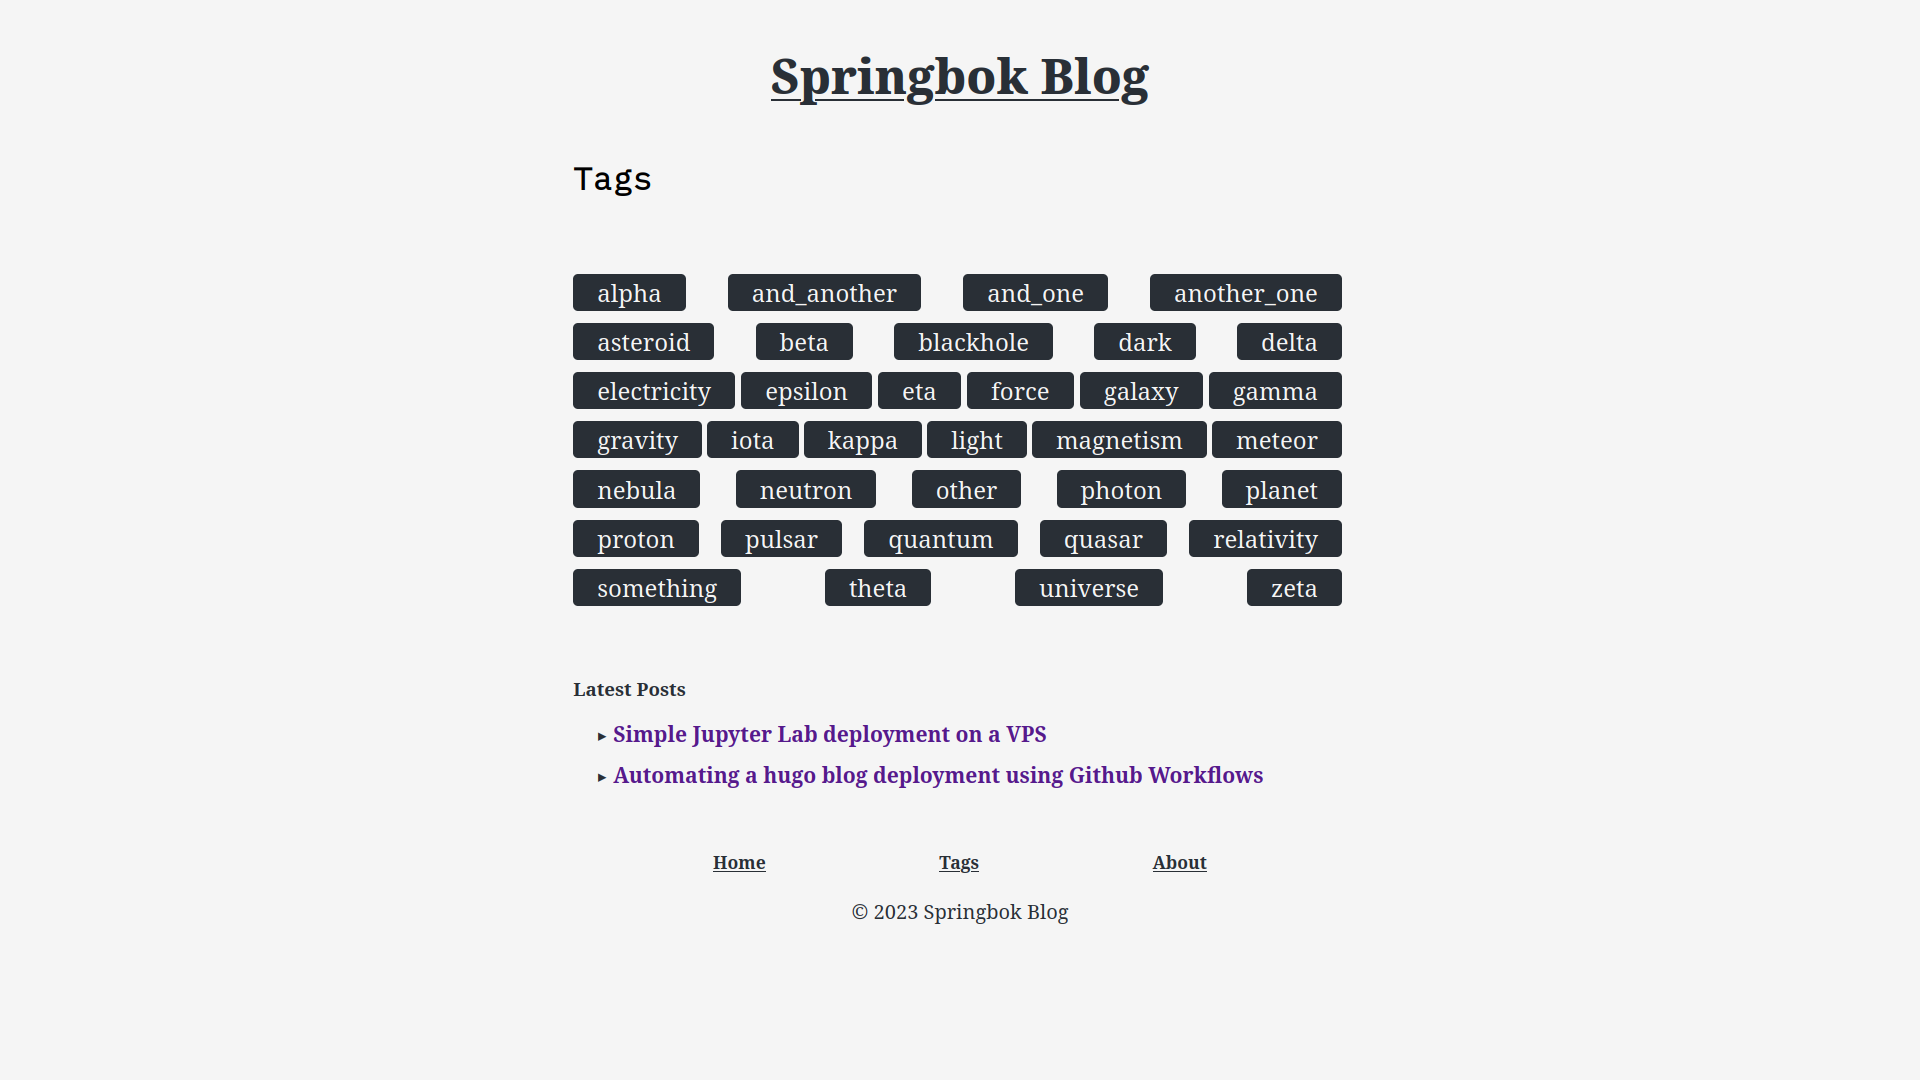 Springbok Blog
Tags
alpha and_another and_one another_one
asteroid beta blackhole dark delta
electricity epsilon eta force galaxy gamma
gravity iota kappa light magnetism meteor
nebula neutron other photon planet
proton pulsar quantum quasar relativity
something theta universe zeta
Latest Posts
▸ Simple Jupyter Lab deployment on a VPS
▸ Automating a hugo blog deployment using Github Workflows
Home Tags About
© 2023 Springbok Blog